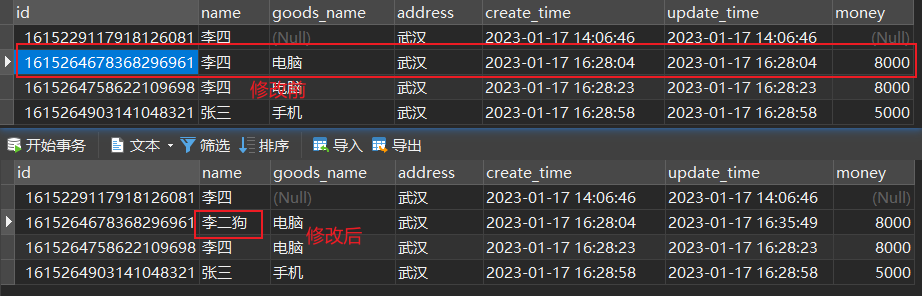 id name goods_name address create_time update_time money
1615229117918126081 李四 (Null) 武汉 2023-01-17 14:06:46 2023-01-17 14:06:46 (Null)
1615264678368296961 李四 电脑 武汉 2023-01-17 16:28:04 2023-01-17 16:28:04 8000
1615264758622109698 李四 电脑 武汉 2023-01-17 16:28:23 2023-01-17 16:28:23 8000
修改前
1615264903141048321 张三 手机 武汉 2023-01-17 16:28:58 2023-01-17 16:28:58 5000
开始事务 文本 筛选 排序 导入 导出
id name goods_name address create_time update_time money
1615229117918126081 李四 (Null) 武汉 2023-01-17 14:06:46 2023-01-17 14:06:46 (Null)
1615264678368296961 李二狗 电脑 武汉 2023-01-17 16:28:04 2023-01-17 16:35:49 8000
修改后
1615264758622109698 李四 电脑 武汉 2023-01-17 16:28:23 2023-01-17 16:28:23 8000
1615264903141048321 张三 手机 武汉 2023-01-17 16:28:58 2023-01-17 16:28:58 5000